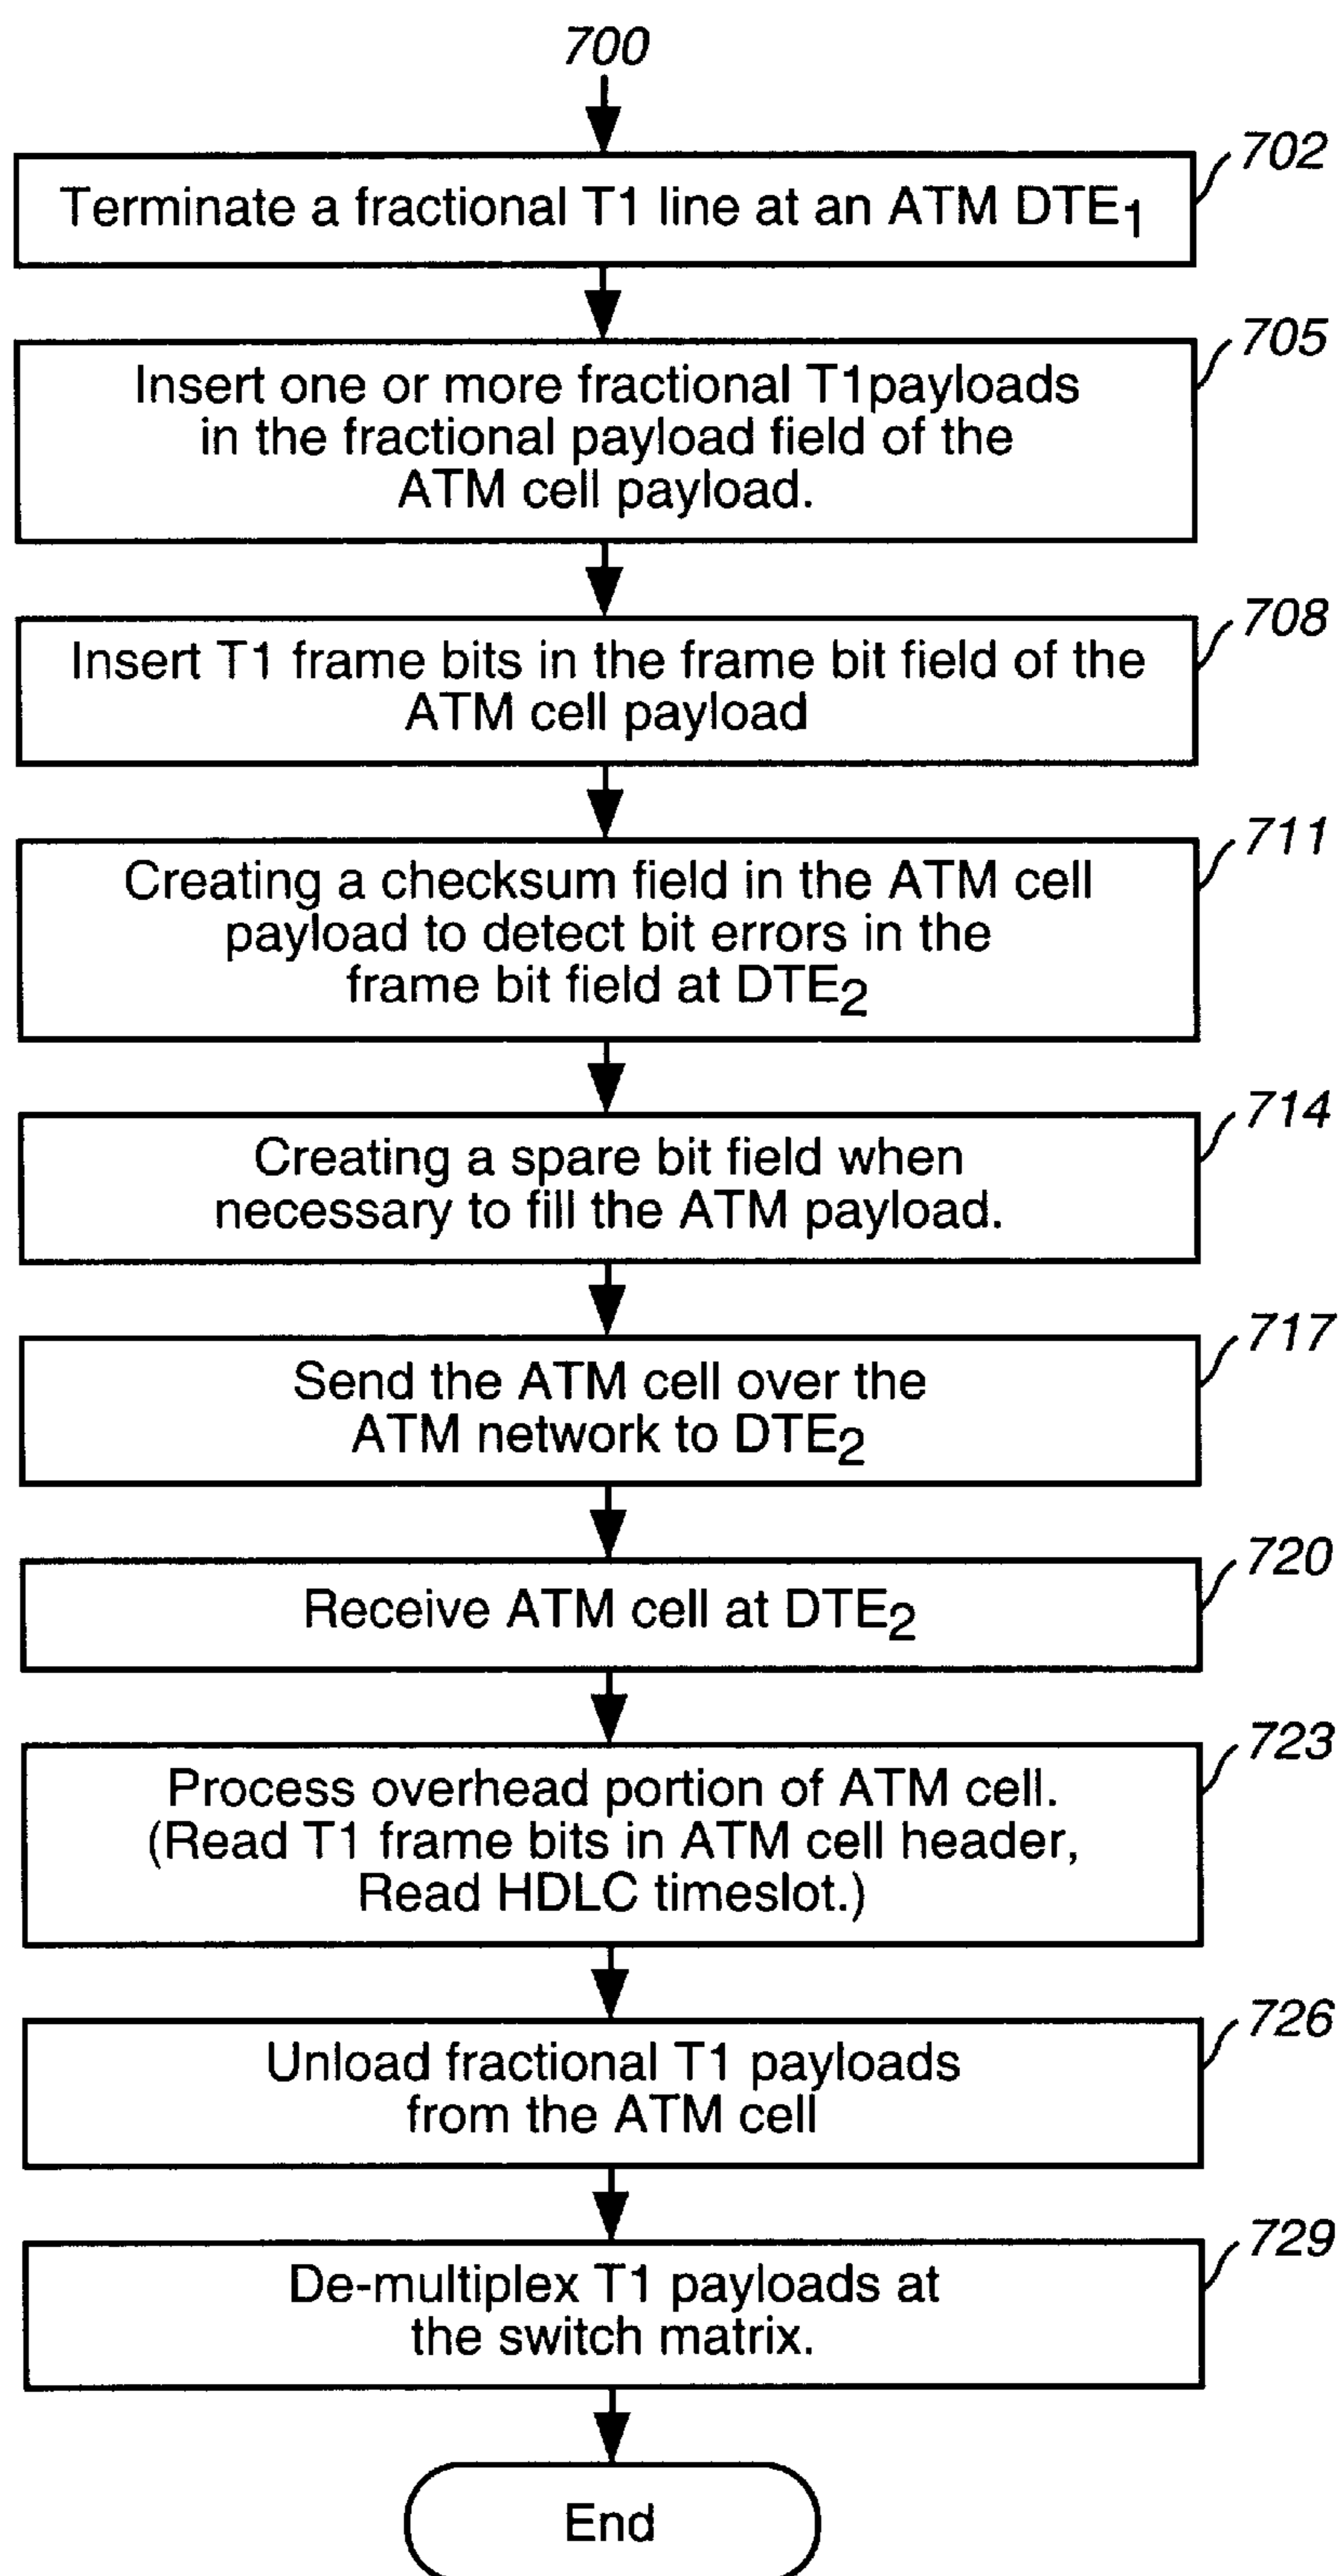 700
702
Terminate a fractional T1 line at an ATM DTE₁
705
Insert one or more fractional T1payloads
in the fractional payload field of the
ATM cell payload.
708
Insert T1 frame bits in the frame bit field of the
ATM cell payload
711
Creating a checksum field in the ATM cell
payload to detect bit errors in the
frame bit field at DTE₂
714
Creating a spare bit field when
necessary to fill the ATM payload.
717
Send the ATM cell over the
ATM network to DTE₂
720
Receive ATM cell at DTE₂
723
Process overhead portion of ATM cell.
(Read T1 frame bits in ATM cell header,
Read HDLC timeslot.)
726
Unload fractional T1 payloads
from the ATM cell
729
De-multiplex T1 payloads at
the switch matrix.
End